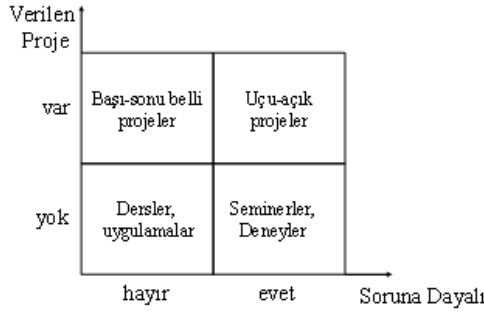 Verilen
Proje
var
Başı-sonu belli
projeler
Uçu-açık
projeler
yok
Dersler,
uygulamalar
Seminerler,
Deneyler
hayır
evet
Soruna Dayalı